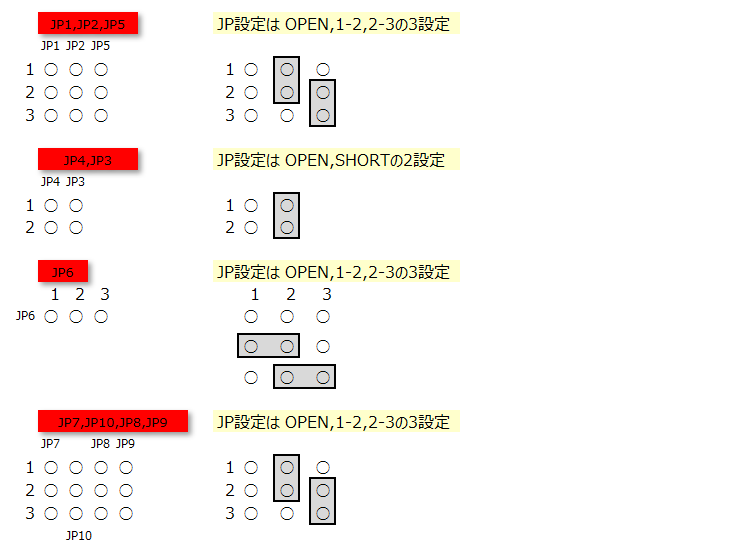 JP1,JP2,JP5 JP設定は OPEN,1-2,2-3の3設定
JP1 JP2 JP5
1 ○ ○ ○ 1 ○ ○ ○
2 ○ ○ ○ 2 ○ ○ ○
3 ○ ○ ○ 3 ○ ○ ○
JP4,JP3 JP設定は OPEN,SHORTの2設定
JP4 JP3
1 ○ ○ 1 ○ ○
2 ○ ○ 2 ○ ○
JP6 JP設定は OPEN,1-2,2-3の3設定
1 2 3 1 2 3
JP6 ○ ○ ○ ○ ○ ○
○ ○ ○
○ ○ ○
JP7,JP10,JP8,JP9 JP設定は OPEN,1-2,2-3の3設定
JP7 JP8 JP9
1 ○ ○ ○ ○ 1 ○ ○ ○
2 ○ ○ ○ ○ 2 ○ ○ ○
3 ○ ○ ○ ○ 3 ○ ○ ○
JP10